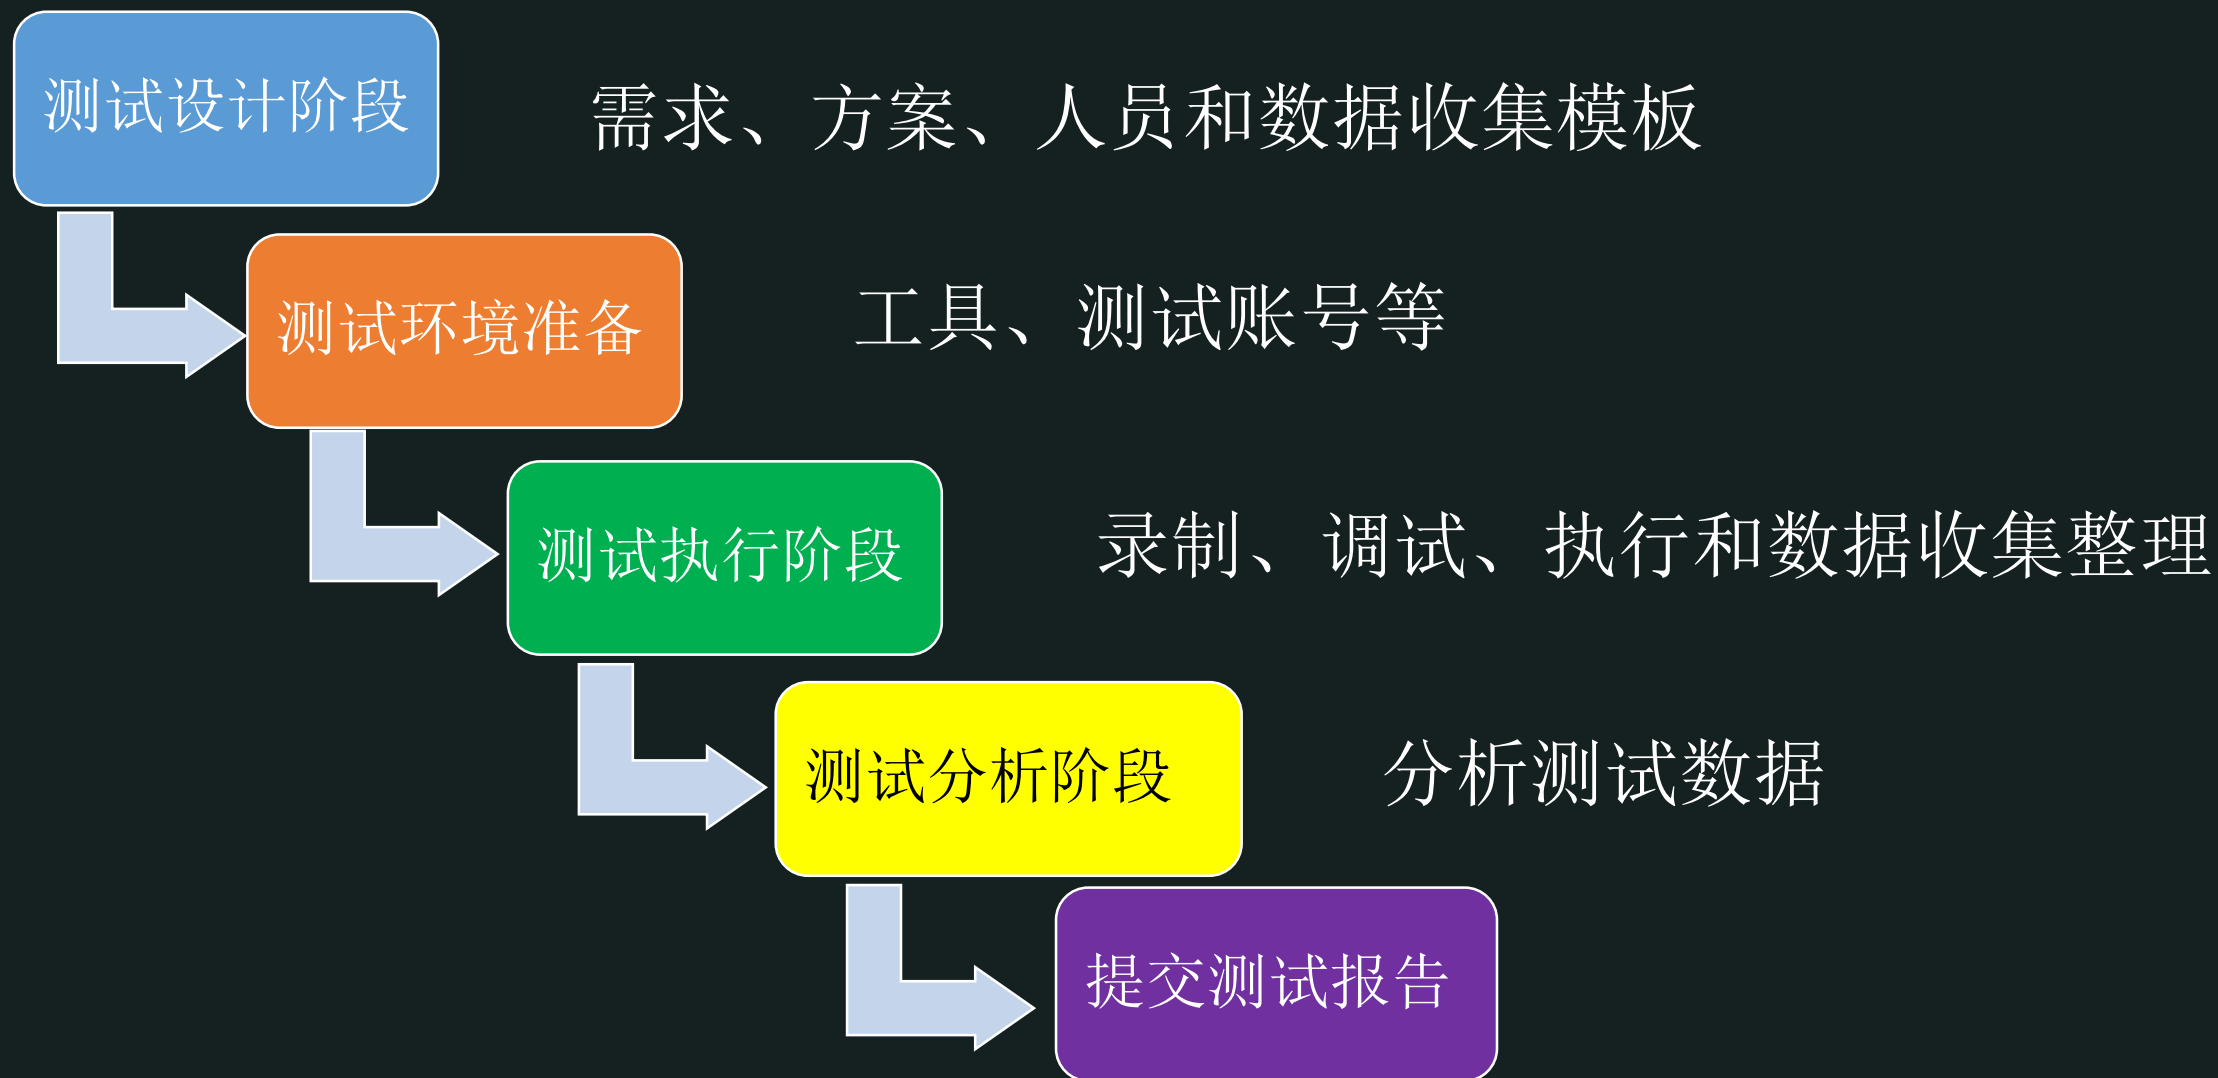 测试设计阶段
需求、方案、人员和数据收集模板
测试环境准备
工具、测试账号等
测试执行阶段
录制、调试、执行和数据收集整理
测试分析阶段
分析测试数据
提交测试报告